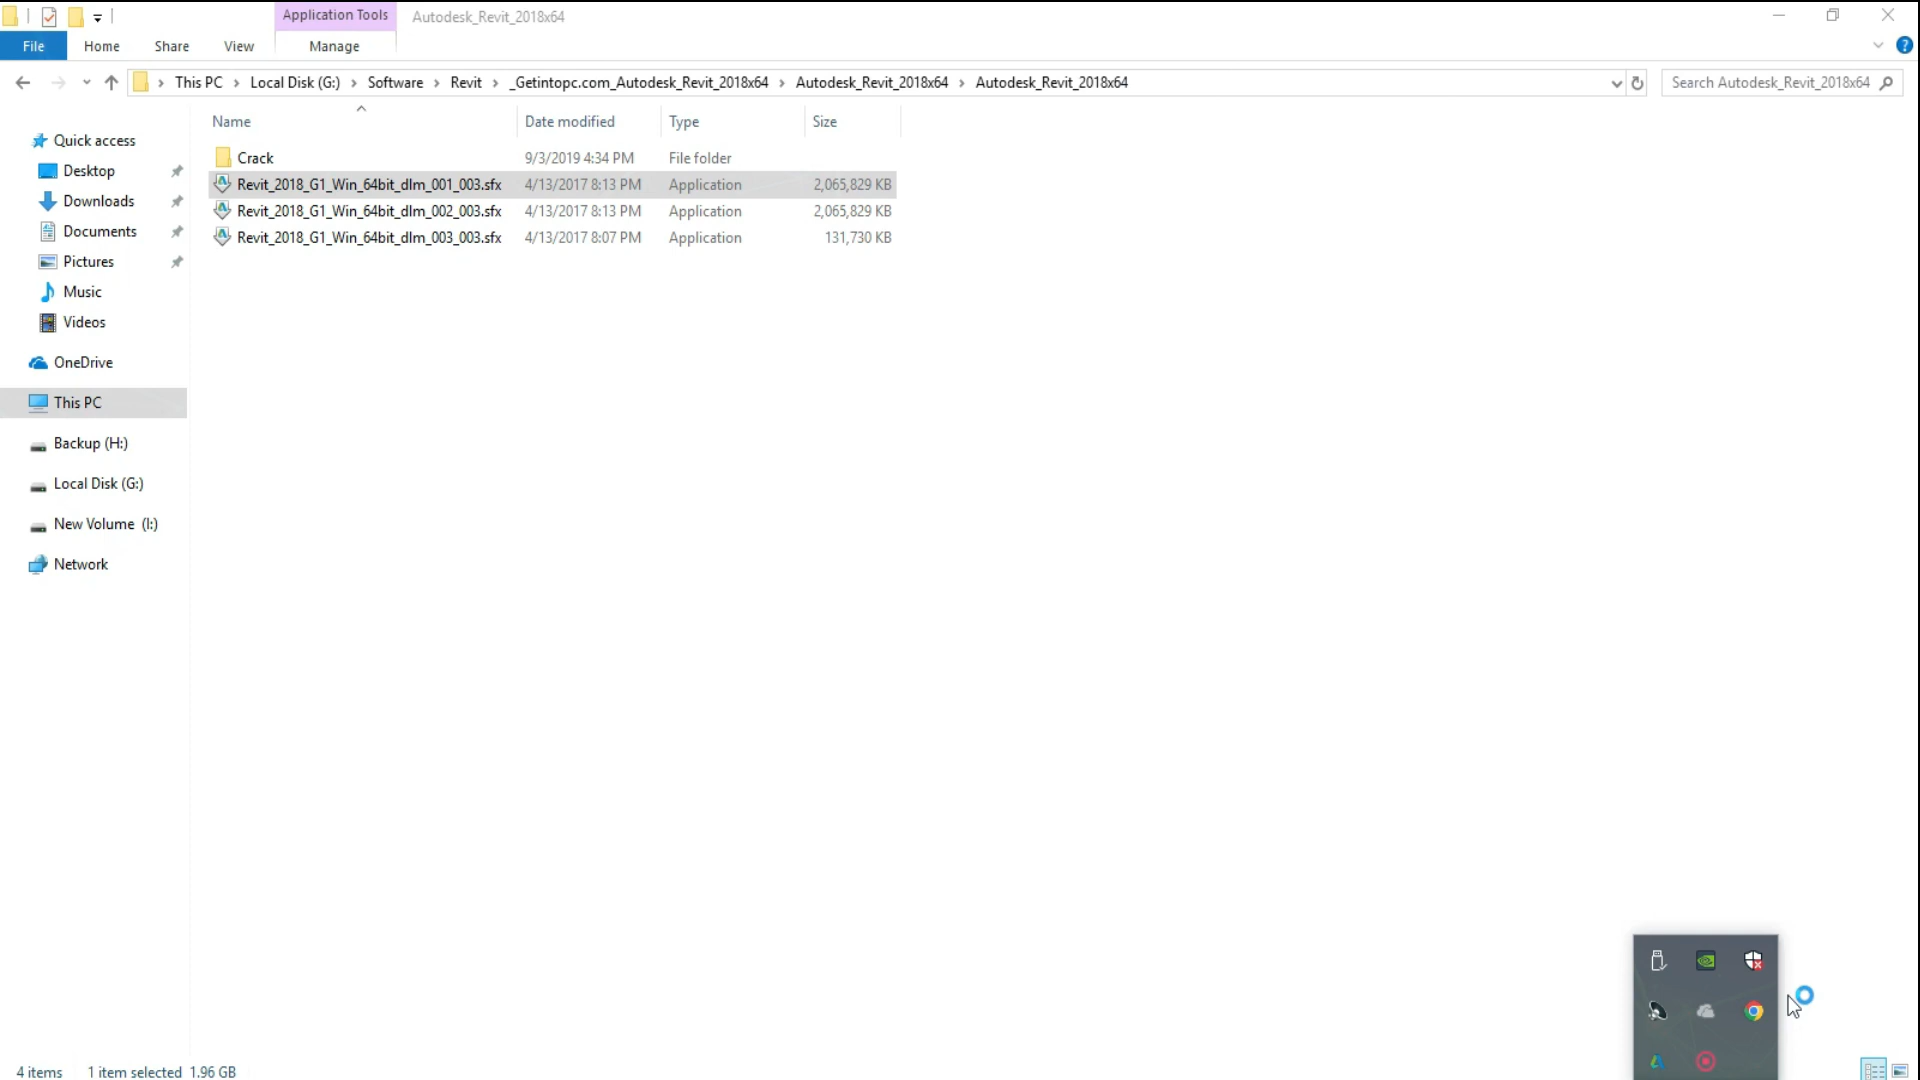 Application Tools
Autodesk_Revit_2018x64
File
Home
Share
View
Manage
This PC
Local Disk (G:)
Software
Revit
_Getintopc.com_Autodesk_Revit_2018x64
Autodesk_Revit_2018x64
Autodesk_Revit_2018x64
Search Autodesk_Revit_2018x64
Name
Date modified
Type
Size
Crack
9/3/2019 4:34 PM
File folder
Revit_2018_G1_Win_64bit_dlm_001_003.sfx
4/13/2017 8:13 PM
Application
2,065,829 KB
Revit_2018_G1_Win_64bit_dlm_002_003.sfx
4/13/2017 8:13 PM
Application
2,065,829 KB
Revit_2018_G1_Win_64bit_dlm_003_003.sfx
4/13/2017 8:07 PM
Application
131,730 KB
Quick access
Desktop
Downloads
Documents
Pictures
Music
Videos
OneDrive
This PC
Backup (H:)
Local Disk (G:)
New Volume (I:)
Network
4 items
1 item selected 1.96 GB